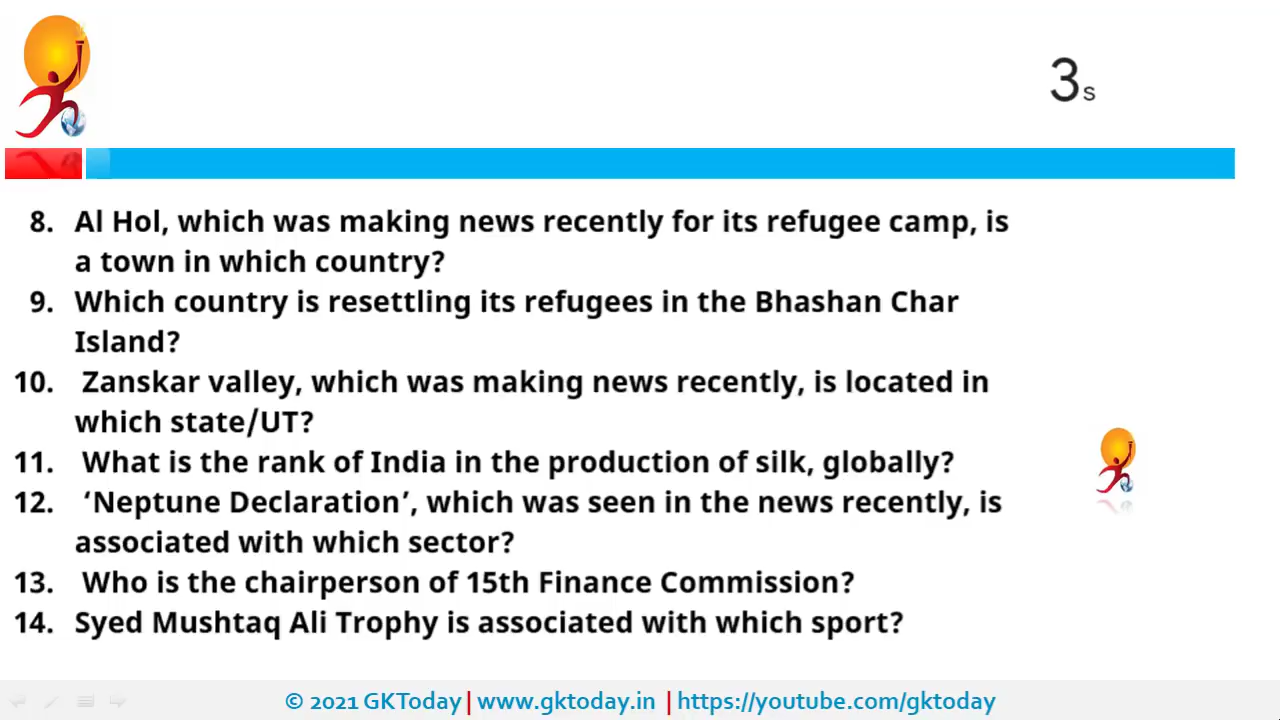 3s
8. Al Hol, which was making news recently for its refugee camp, is
a town in which country?
9. Which country is resettling its refugees in the Bhashan Char
Island?
10. Zanskar valley, which was making news recently, is located in
which state/UT?
11. What is the rank of India in the production of silk, globally?
12. ‘Neptune Declaration’, which was seen in the news recently, is
associated with which sector?
13. Who is the chairperson of 15th Finance Commission?
14. Syed Mushtaq Ali Trophy is associated with which sport?
© 2021 GKToday | www.gktoday.in | https://youtube.com/gktoday